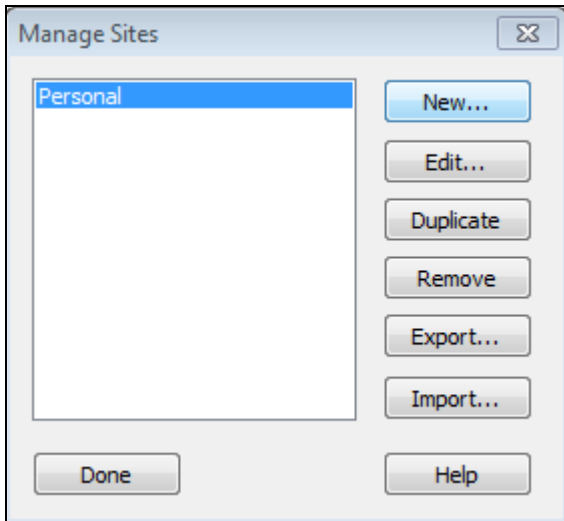 Manage Sites
Personal
New...
Edit...
Duplicate
Remove
Export...
Import...
Done
Help